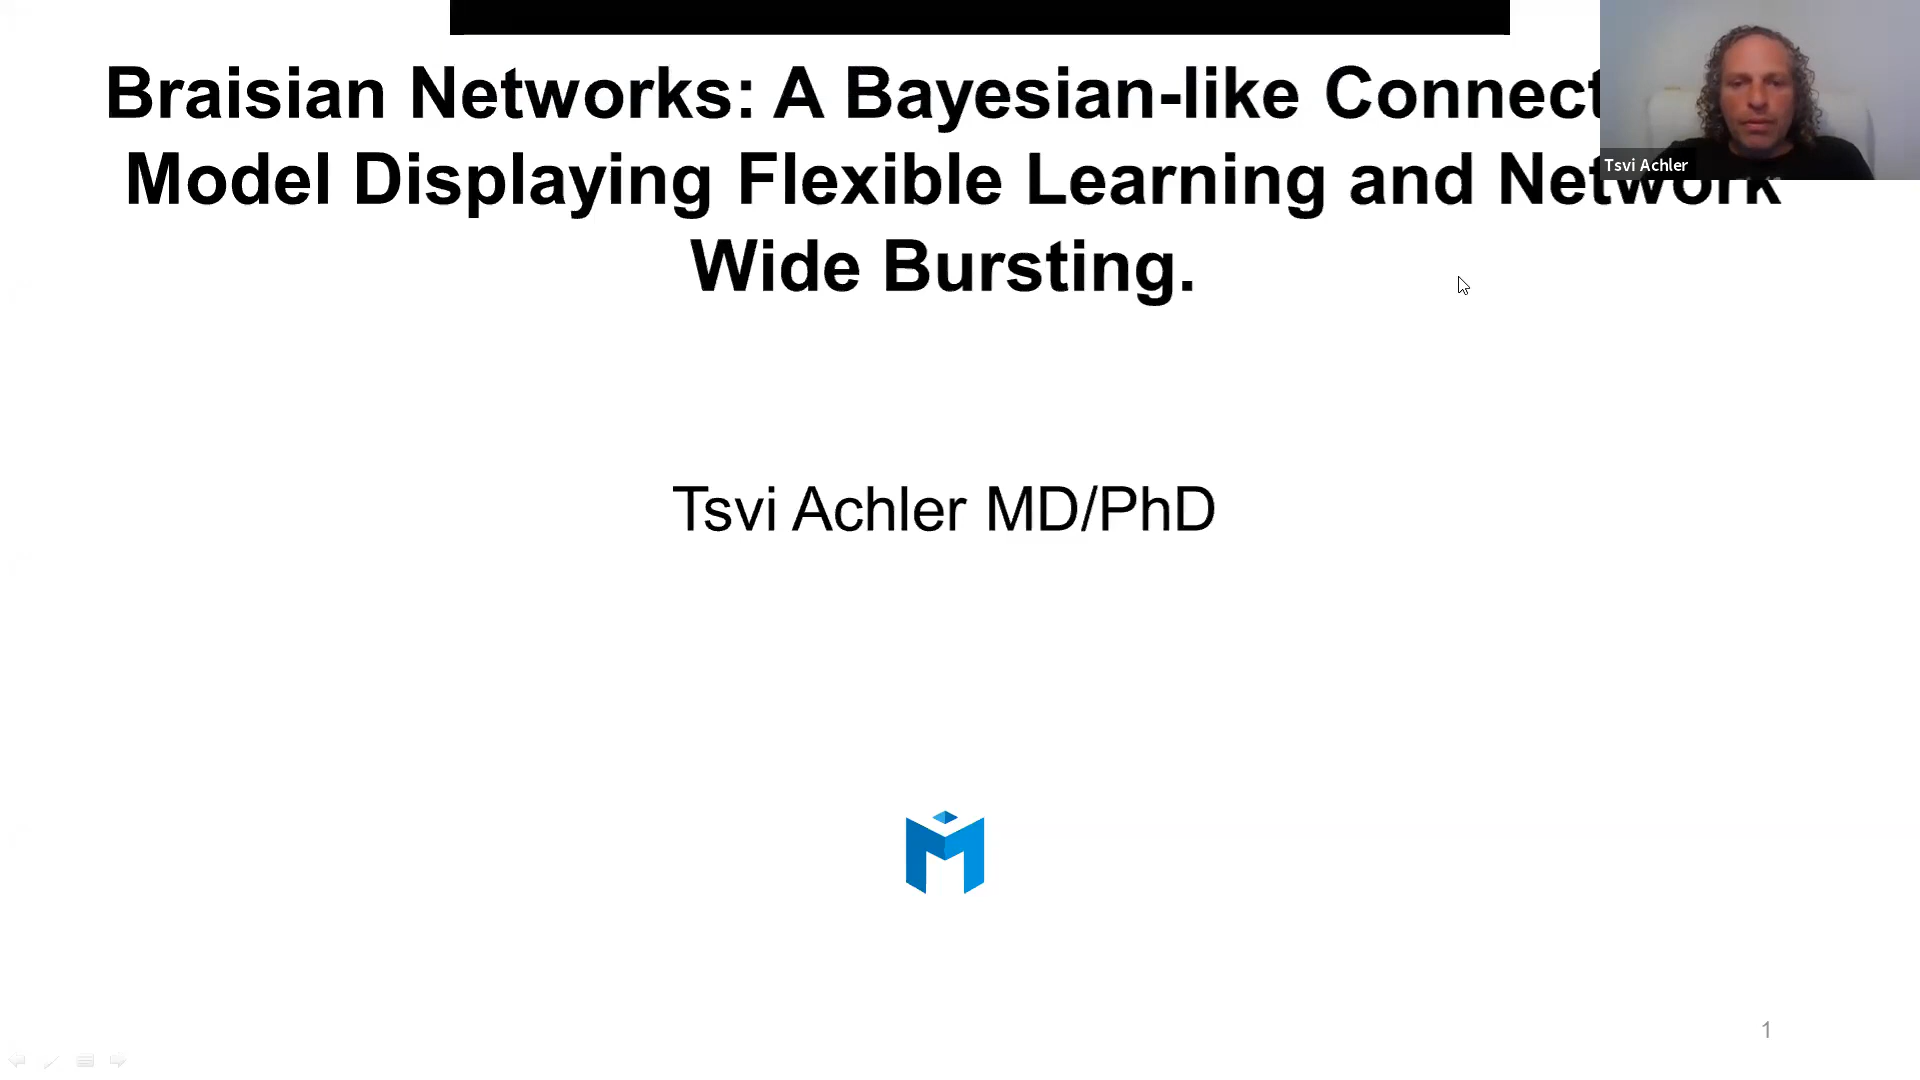 Braisian Networks: A Bayesian-like Connect
Tsvi Achler
Model Displaying Flexible Learning and Network
Wide Bursting.
Tsvi Achler MD/PhD
1